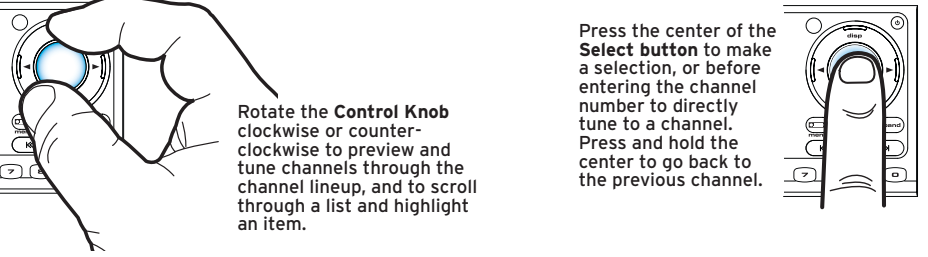 Rotate the Control Knob
clockwise or counter-
clockwise to preview and
tune channels through the
channel lineup, and to scroll
through a list and highlight
an item.
Press the center of the
Select button to make
a selection, or before
entering the channel
number to directly
tune to a channel.
Press and hold the
center to go back to
the previous channel.
disp
7
7
0